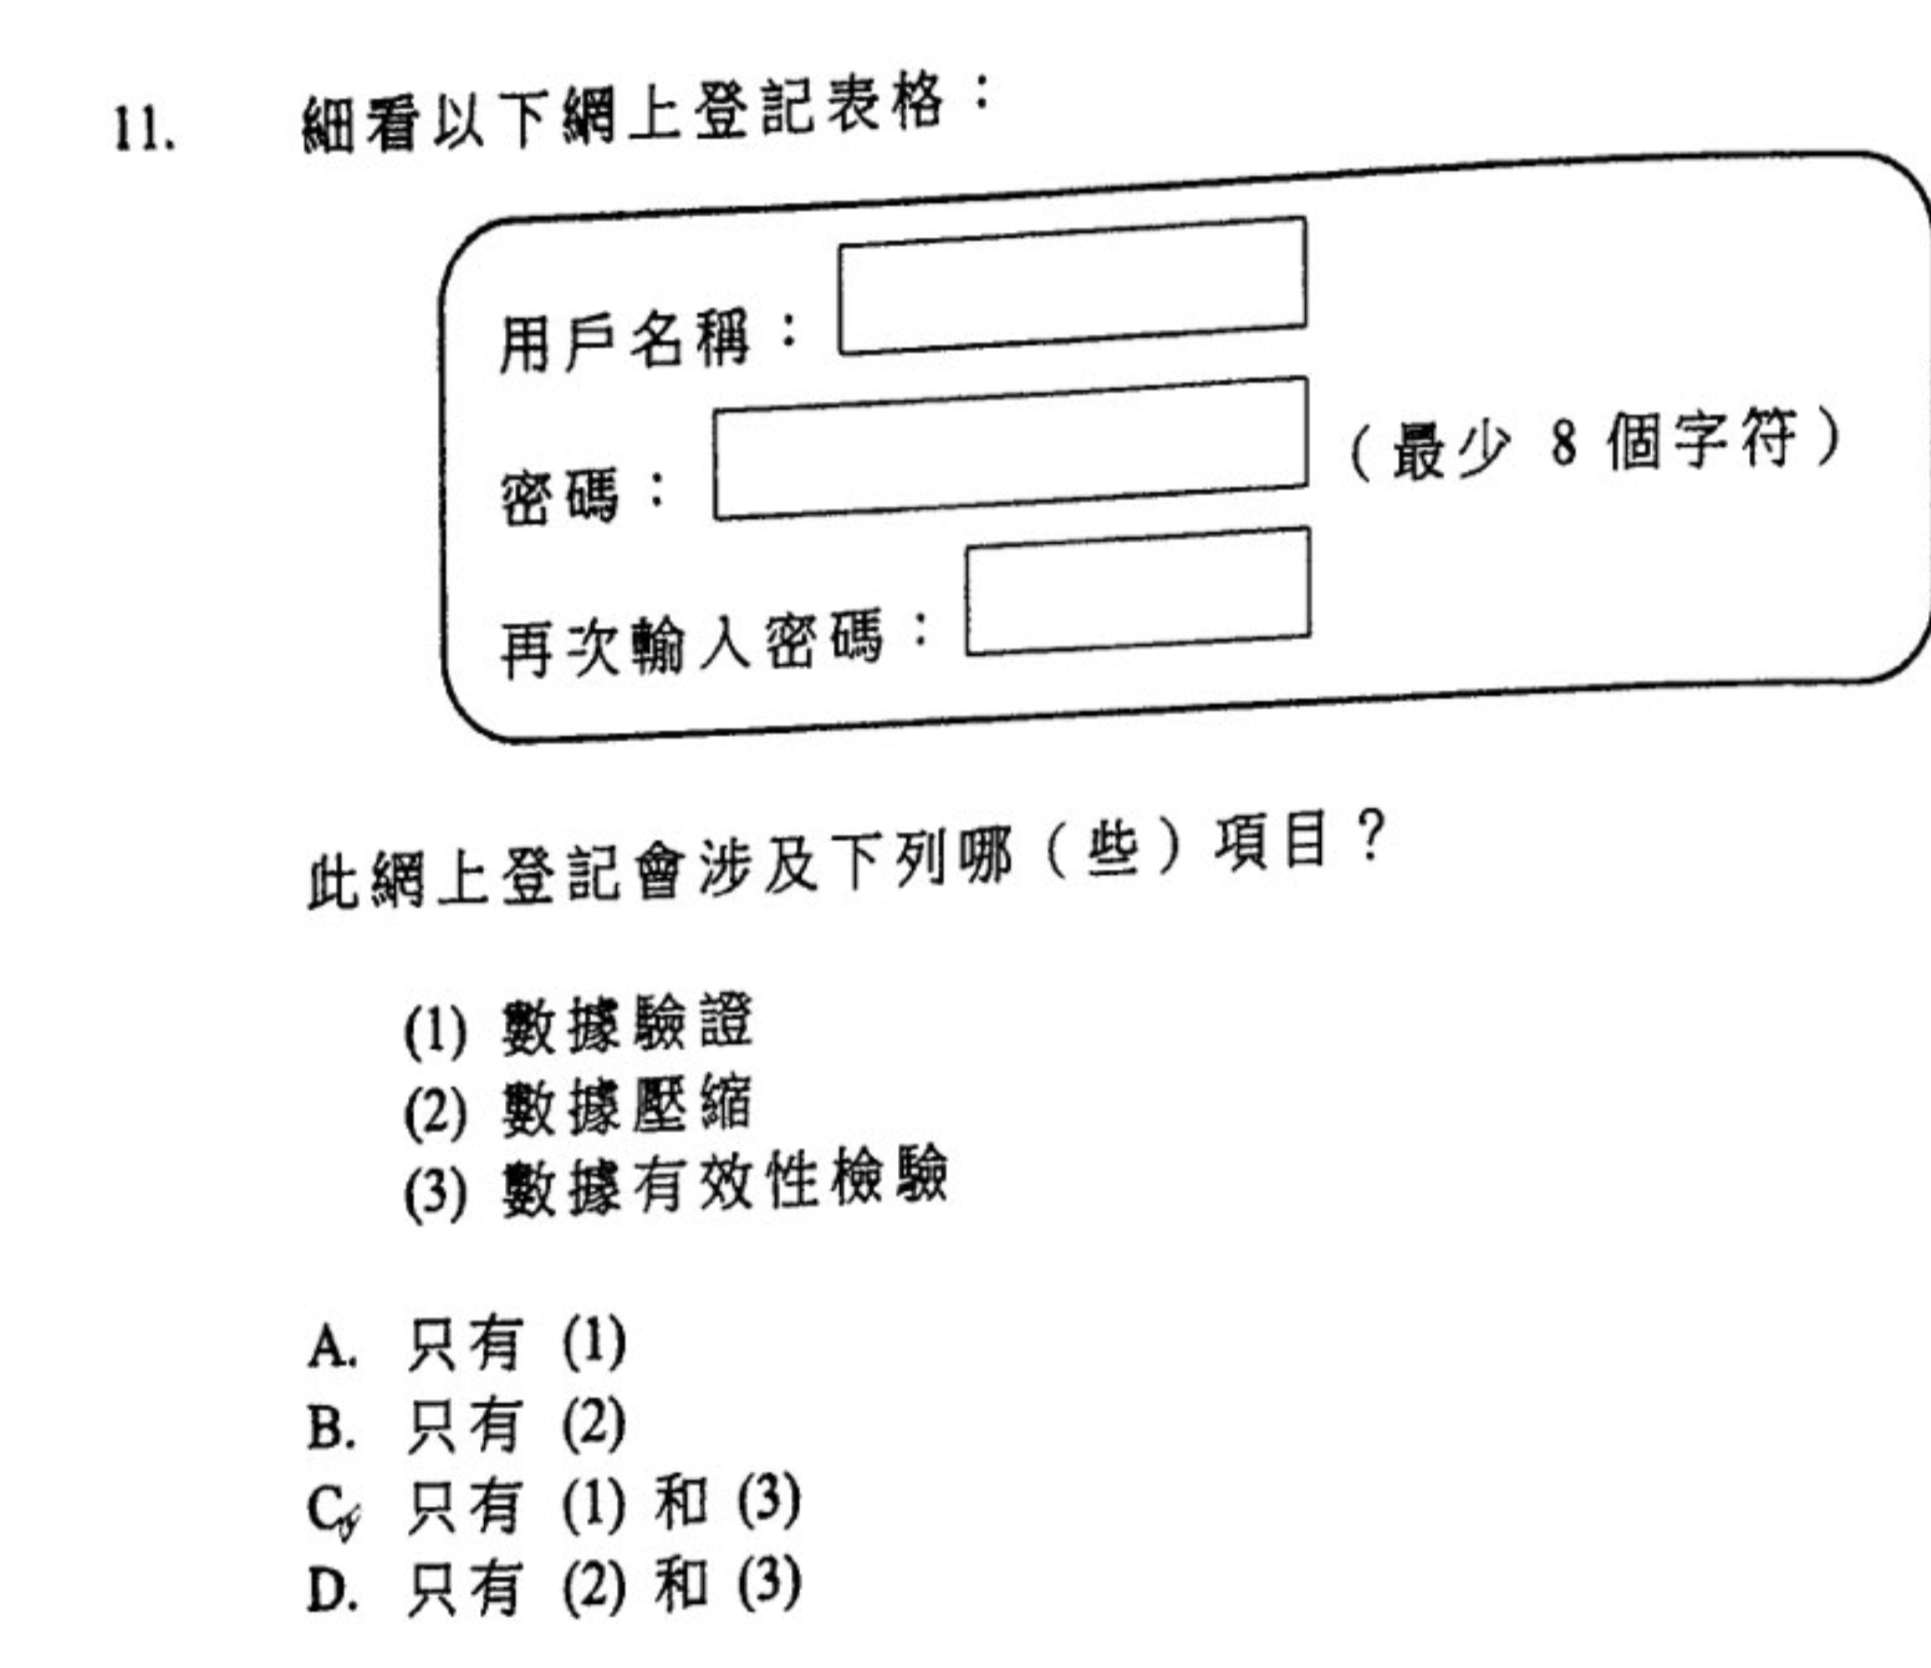 11. 細看以下網上登記表格：
用戶名稱：
密碼： （最少 8 個字符）
再次輸入密碼：
此網上登記會涉及下列哪（些）項目？
(1) 數據驗證
(2) 數據壓縮
(3) 數據有效性檢驗
A. 只有 (1)
B. 只有 (2)
C. 只有 (1) 和 (3)
D. 只有 (2) 和 (3)